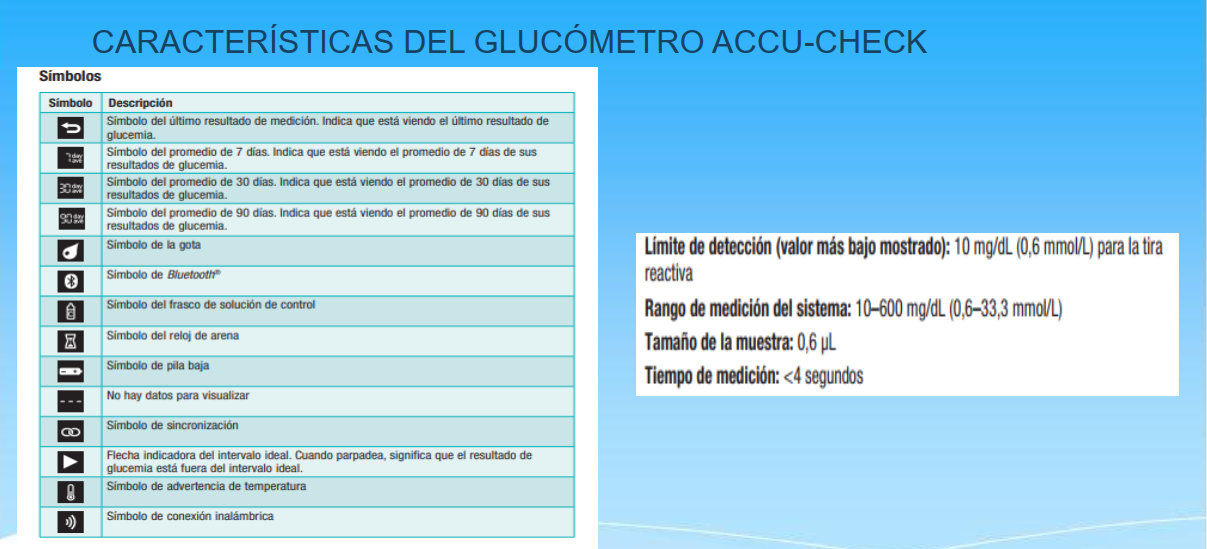 CARACTERÍSTICAS DEL GLUCÓMETRO ACCU-CHECK
Símbolos
Símbolo Descripción
Símbolo del último resultado de medición. Indica que está viendo el último resultado de
glucemia.
7 day
ave
Símbolo del promedio de 7 días. Indica que está viendo el promedio de 7 días de sus
resultados de glucemia.
30 day
ave
Símbolo del promedio de 30 días. Indica que está viendo el promedio de 30 días de sus
resultados de glucemia.
90 day
ave
Símbolo del promedio de 90 días. Indica que está viendo el promedio de 90 días de sus
resultados de glucemia.
Símbolo de la gota
Símbolo de Bluetooth®
Símbolo del frasco de solución de control
Símbolo del reloj de arena
Símbolo de pila baja
---
No hay datos para visualizar
Símbolo de sincronización
Flecha indicadora del intervalo ideal. Cuando parpadea, significa que el resultado de
glucemia está fuera del intervalo ideal.
Símbolo de advertencia de temperatura
Símbolo de conexión inalámbrica
Límite de detección (valor más bajo mostrado): 10 mg/dL (0,6 mmol/L) para la tira
reactiva
Rango de medición del sistema: 10–600 mg/dL (0,6–33,3 mmol/L)
Tamaño de la muestra: 0,6 µL
Tiempo de medición: <4 segundos